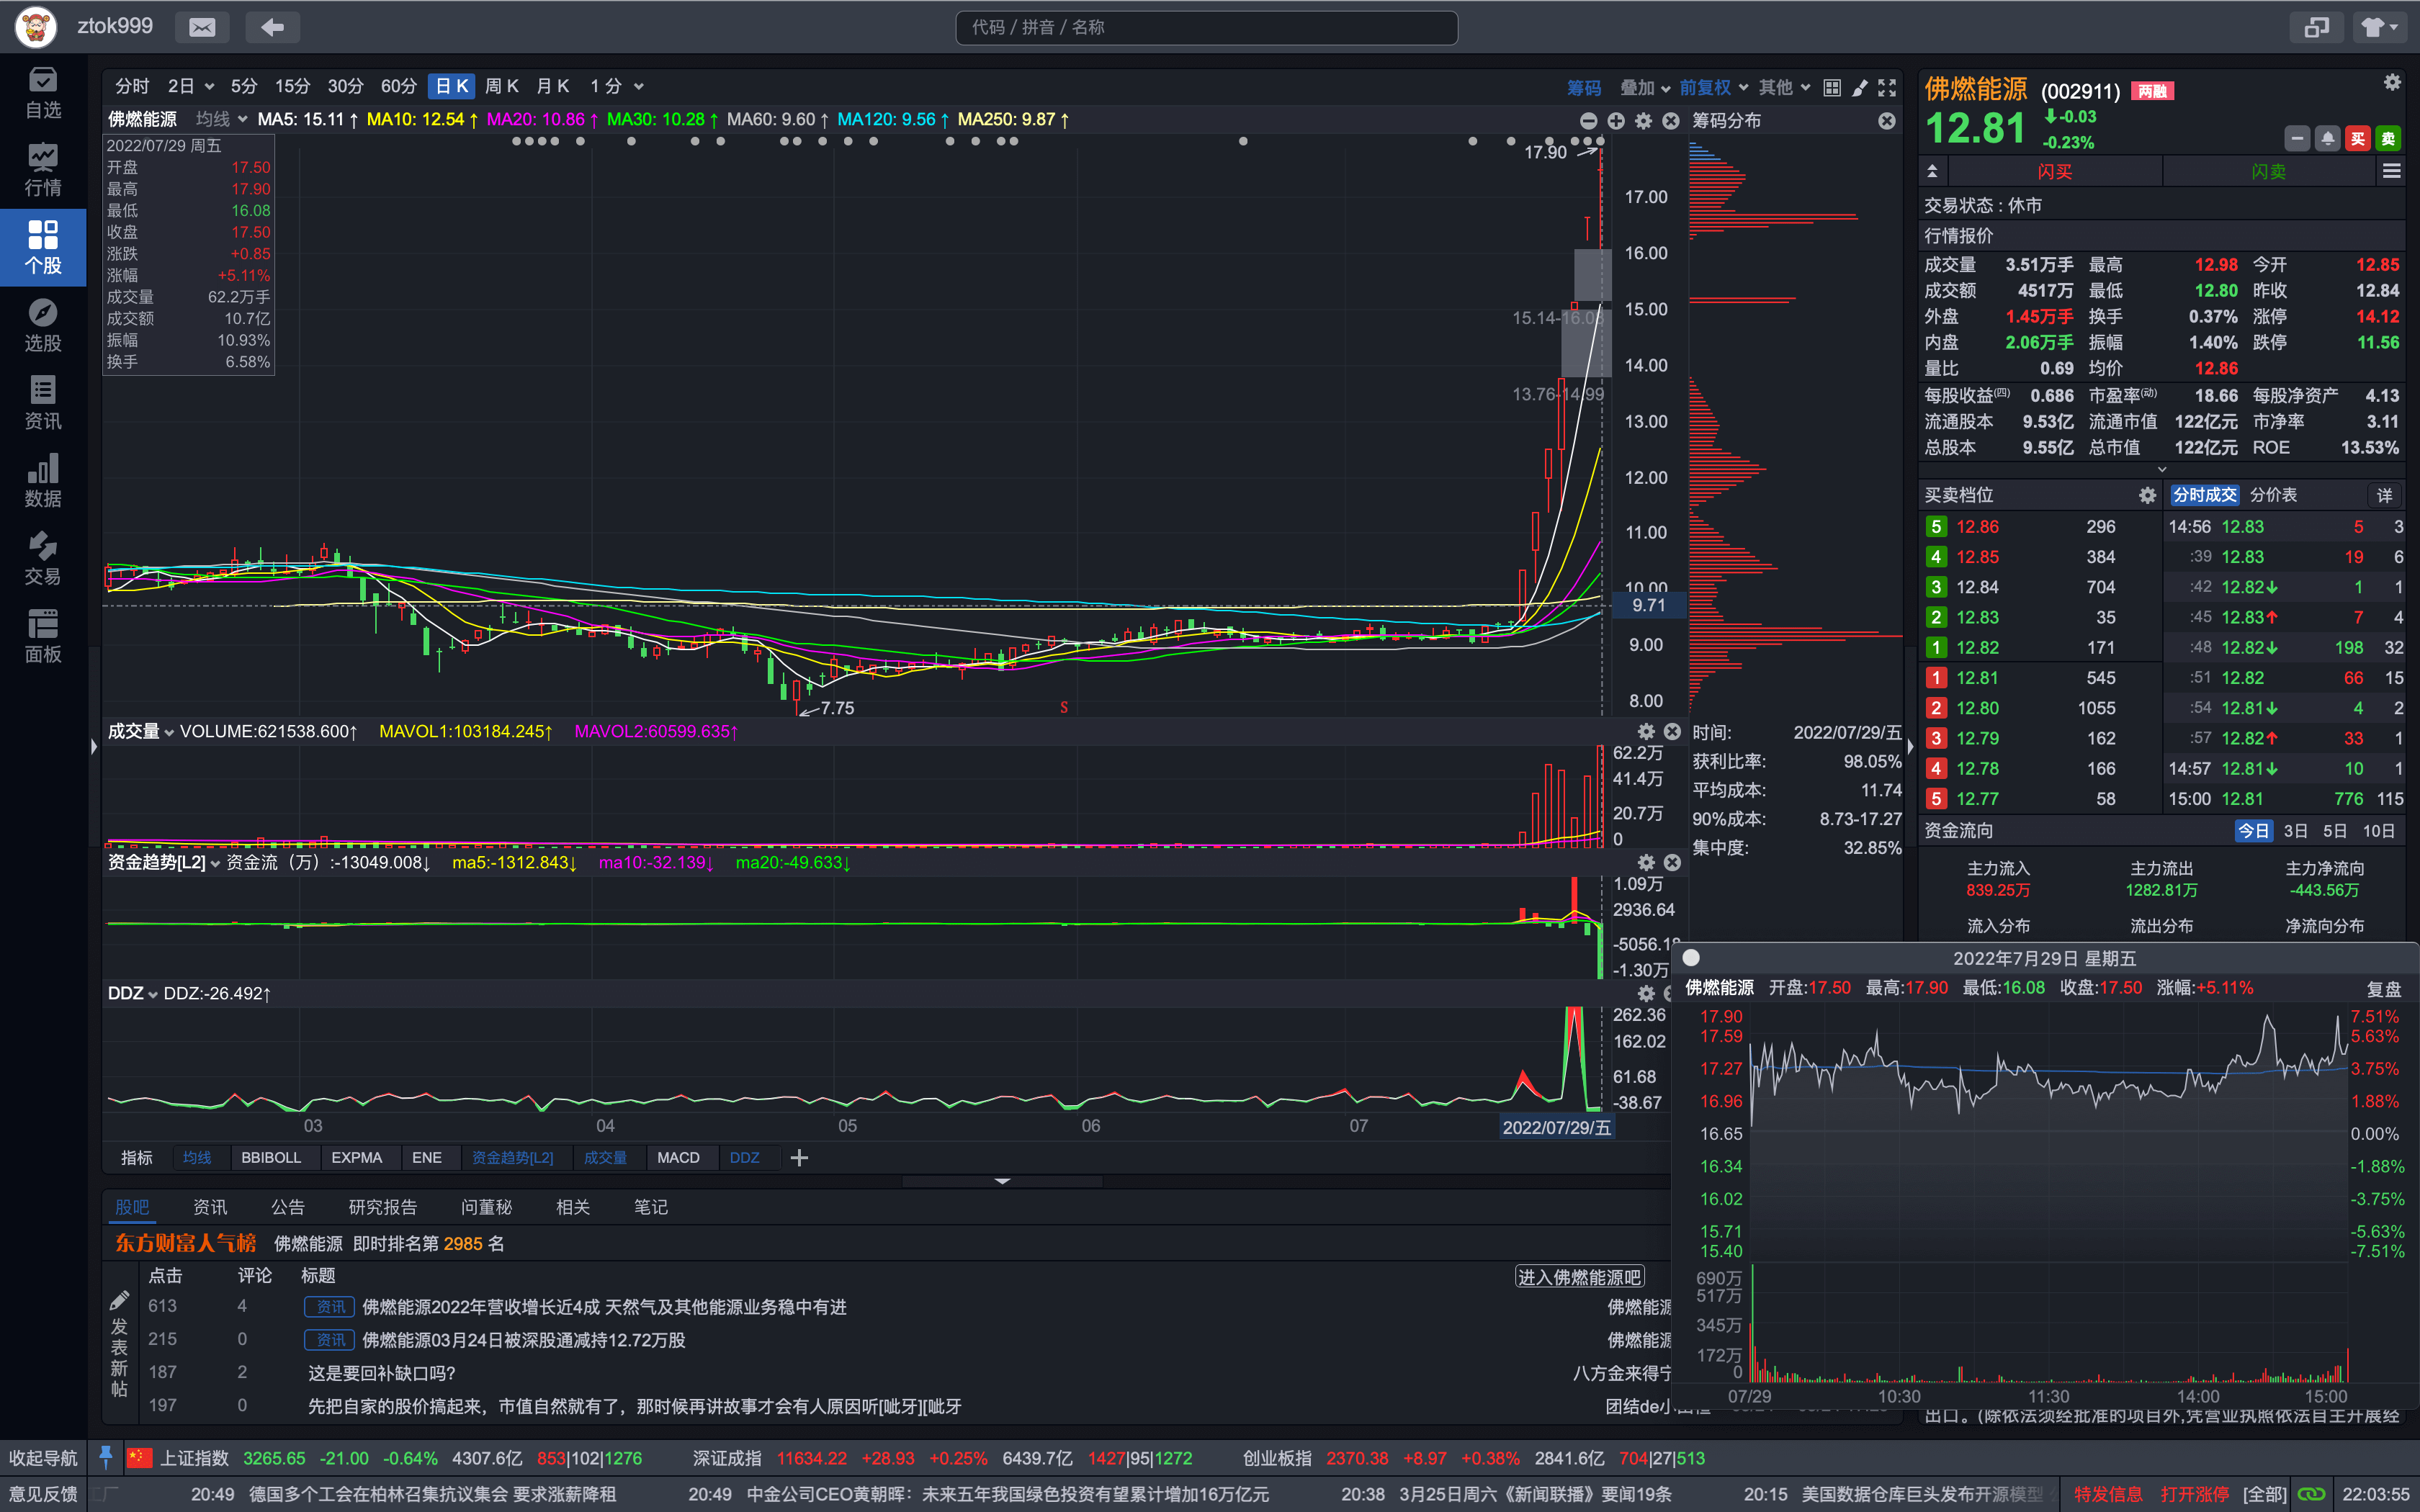 ztok999
代码 / 拼音 / 名称
自选
行情
个股
选股
资讯
数据
交易
面板
分时 2日 5分 15分 30分 60分 日K 周K 月K 1分 筹码 叠加 前复权 其他
佛燃能源 均线 MA5: 15.11↑ MA10: 12.54↑ MA20: 10.86↑ MA30: 10.28↑ MA60: 9.60↑ MA120: 9.56↑ MA250: 9.87↑
2022/07/29 周五
开盘 17.50
最高 17.90
最低 16.08
收盘 17.50
涨跌 +0.85
涨幅 +5.11%
成交量 62.2万手
成交额 10.7亿
振幅 10.93%
换手 6.58%
17.90
17.00
16.00
15.00
14.00
13.00
12.00
11.00
10.00
9.71
9.00
8.00
15.14-16.08
13.76-14.99
7.75
S
成交量 VOLUME:621538.600↑ MAVOL1:103184.245↑ MAVOL2:60599.635↑
62.2万
41.4万
20.7万
0
资金趋势[L2] 资金流（万）:-13049.008↓ ma5:-1312.843↓ ma10:-32.139↓ ma20:-49.633↓
1.09万
2936.64
-5056.18
-1.30万
DDZ DDZ:-26.492↑
262.36
162.02
61.68
-38.67
03 04 05 06 07 2022/07/29/五
指标 均线 BBIBOLL EXPMA ENE 资金趋势[L2] 成交量 MACD DDZ
筹码分布
时间: 2022/07/29/五
获利比率: 98.05%
平均成本: 11.74
90%成本: 8.73-17.27
集中度: 32.85%
股吧 资讯 公告 研究报告 问董秘 相关 笔记
东方财富人气榜 佛燃能源 即时排名第 2985 名
点击 评论 标题 进入佛燃能源吧
发表新帖
613 4 资讯 佛燃能源2022年营收增长近4成 天然气及其他能源业务稳中有进 佛燃能源
215 0 资讯 佛燃能源03月24日被深股通减持12.72万股 佛燃能源
187 2 这是要回补缺口吗? 八方金来得宁
197 0 先把自家的股价搞起来，市值自然就有了，那时候再讲故事才会有人原因听[呲牙][呲牙 团结de小
佛燃能源 (002911) 两融
12.81 -0.03
-0.23%
买 卖
闪买 闪卖
交易状态 : 休市
行情报价
成交量 3.51万手 最高 12.98 今开 12.85
成交额 4517万 最低 12.80 昨收 12.84
外盘 1.45万手 换手 0.37% 涨停 14.12
内盘 2.06万手 振幅 1.40% 跌停 11.56
量比 0.69 均价 12.86
每股收益(四) 0.686 市盈率(动) 18.66 每股净资产 4.13
流通股本 9.53亿 流通市值 122亿元 市净率 3.11
总股本 9.55亿 总市值 122亿元 ROE 13.53%
买卖档位 分时成交 分价表 详
5 12.86 296 14:56 12.83 5 3
4 12.85 384 :39 12.83 19 6
3 12.84 704 :42 12.82↓ 1 1
2 12.83 35 :45 12.83↑ 7 4
1 12.82 171 :48 12.82↓ 198 32
1 12.81 545 :51 12.82 66 15
2 12.80 1055 :54 12.81↓ 4 2
3 12.79 162 :57 12.82↑ 33 1
4 12.78 166 14:57 12.81↓ 10 1
5 12.77 58 15:00 12.81 776 115
资金流向 今日 3日 5日 10日
主力流入 主力流出 主力净流向
839.25万 1282.81万 -443.56万
流入分布 流出分布 净流向分布
2022年7月29日 星期五
佛燃能源 开盘:17.50 最高:17.90 最低:16.08 收盘:17.50 涨幅:+5.11% 复盘
17.90 7.51%
17.59 5.63%
17.27 3.75%
16.96 1.88%
16.65 0.00%
16.34 -1.88%
16.02 -3.75%
15.71 -5.63%
15.40 -7.51%
690万
517万
345万
172万
0
07/29 10:30 11:30 14:00 15:00
出口。(除依法须经批准的项目外,凭营业执照依法自主开展经
收起导航 上证指数 3265.65 -21.00 -0.64% 4307.6亿 853|102|1276 深证成指 11634.22 +28.93 +0.25% 6439.7亿 1427|95|1272 创业板指 2370.38 +8.97 +0.38% 2841.6亿 704|27|513
意见反馈 20:49 德国多个工会在柏林召集抗议集会 要求涨薪降租 20:49 中金公司CEO黄朝晖：未来五年我国绿色投资有望累计增加16万亿元 20:38 3月25日周六《新闻联播》要闻19条 20:15 美国数据仓库巨头发布开源模型 特发信息 打开涨停 [全部] 22:03:55